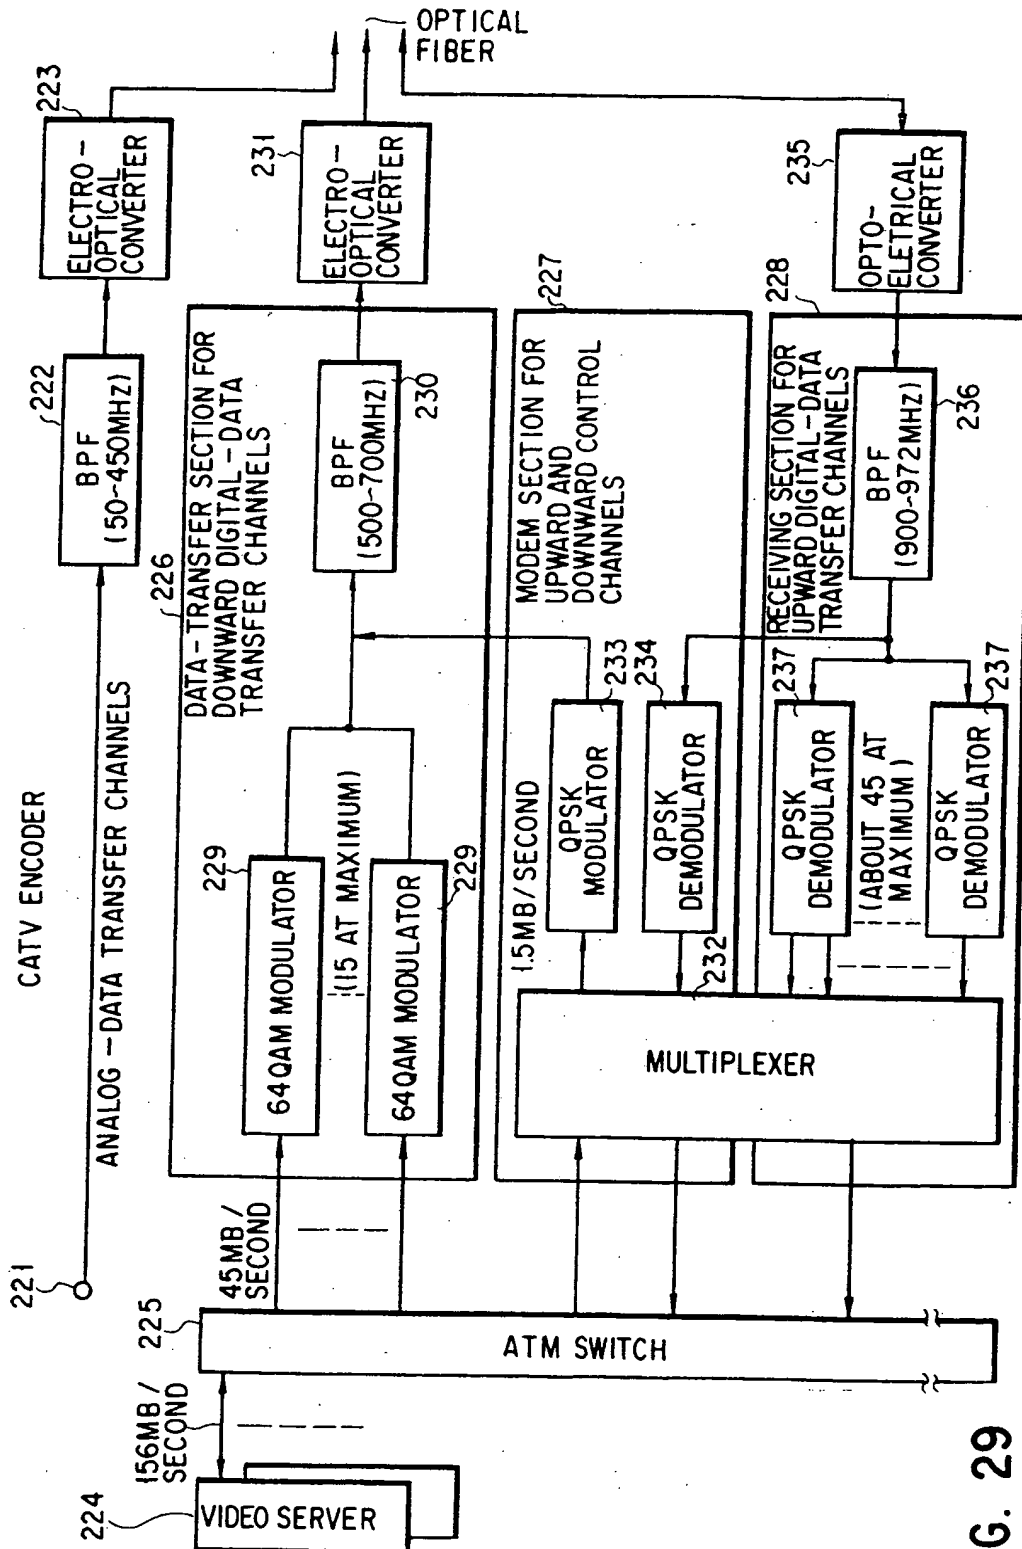 CATV ENCODER
221
ANALOG-DATA TRANSFER CHANNELS
222
BPF
(50~450MHZ)
223
ELECTRO-
OPTICAL
CONVERTER
OPTICAL
FIBER
226
DATA-TRANSFER SECTION FOR
DOWNWARD DIGITAL-DATA
TRANSFER CHANNELS
229
64QAM MODULATOR
(15 AT MAXIMUM)
64QAM MODULATOR
229
BPF
(500~700MHZ)
230
231
ELECTRO-
OPTICAL
CONVERTER
224
VIDEO SERVER
156MB/
SECOND
225
ATM SWITCH
45MB/
SECOND
227
MODEM SECTION FOR
UPWARD AND
DOWNWARD CONTROL
CHANNELS
1.5MB/SECOND
QPSK
MODULATOR
233
234
QPSK
DEMODULATOR
232
MULTIPLEXER
228
RECEIVING SECTION FOR
UPWARD DIGITAL-DATA
TRANSFER CHANNELS
237
QPSK
DEMODULATOR
(ABOUT 45 AT
MAXIMUM)
237
QPSK
DEMODULATOR
BPF
(900~972MHZ)
236
235
OPTO-
ELETRICAL
CONVERTER
G. 29